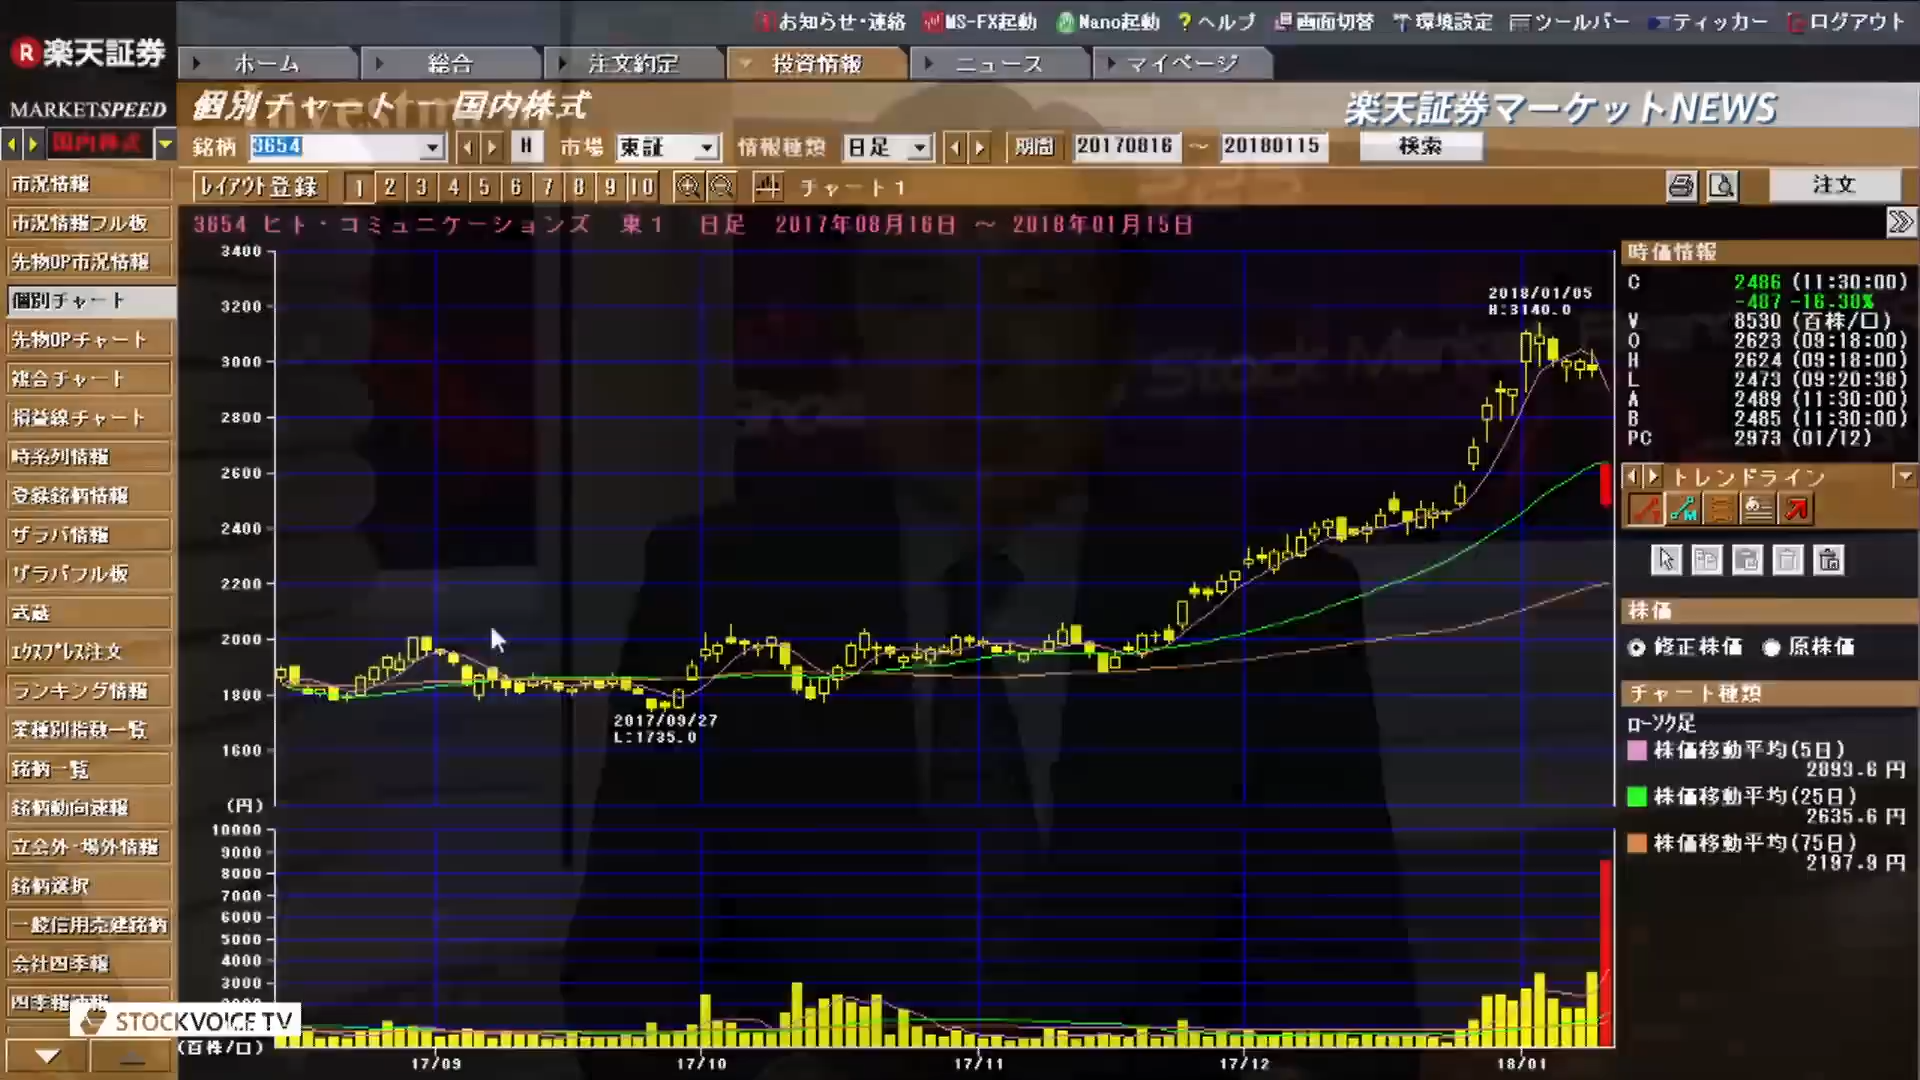 お知らせ・連絡 MS-FX起動 Nano起動 ? ヘルプ 画面切替 環境設定 ツールバー ティッカー ログアウト
R 楽天証券
ホーム 総合 注文約定 投資情報 ニュース マイページ
MARKETSPEED
個別チャート 国内株式
楽天証券マーケットNEWS
国内株式
銘柄 3654 H 市場 東証 情報種類 日足 期間 20170816 ～ 20180115 検索
レイアウト登録 1 2 3 4 5 6 7 8 9 10 チャート1 注文
3654 ヒト・コミュニケーションズ 東1 日足 2017年08月16日 ～ 2018年01月15日
市況情報
市況情報フル板
先物OP市況情報
個別チャート
先物OPチャート
複合チャート
損益線チャート
時系列情報
登録銘柄情報
ザラバ情報
ザラバフル板
武蔵
エクスプレス注文
ランキング情報
業種別指数一覧
銘柄一覧
銘柄動向速報
立会外・場外情報
銘柄選択
一般信用売建銘柄
会社四季報
四季報速報
STOCKVOICE TV
3400
3200
3000
2800
2600
2400
2200
2000
1800
1600
(円)
2018/01/05
H:3140.0
2017/09/27
L:1735.0
10000
9000
8000
7000
6000
5000
4000
3000
(百株/口)
17/09 17/10 17/11 17/12 18/01
時価情報
C 2486 (11:30:00)
-487 -16.38%
V 8530 (百株/口)
O 2623 (09:18:00)
H 2624 (09:18:00)
L 2473 (09:20:38)
A 2489 (11:30:00)
B 2485 (11:30:00)
PC 2973 (01/12)
トレンドライン
株価
修正株価 原株価
チャート種類
ローソク足
株価移動平均(5日)
2893.6 円
株価移動平均(25日)
2635.6 円
株価移動平均(75日)
2197.9 円